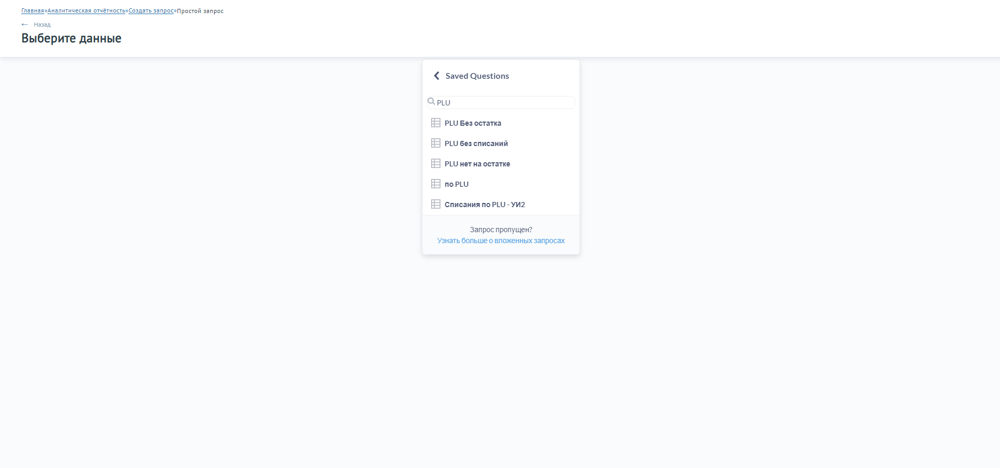 Главная»Аналитическая отчётность»Создать запрос»Простой запрос
← Назад
Выберите данные
Saved Questions
PLU
PLU Без остатка
PLU без списаний
PLU нет на остатке
по PLU
Списания по PLU - УИ2
Запрос пропущен?
Узнать больше о вложенных запросах